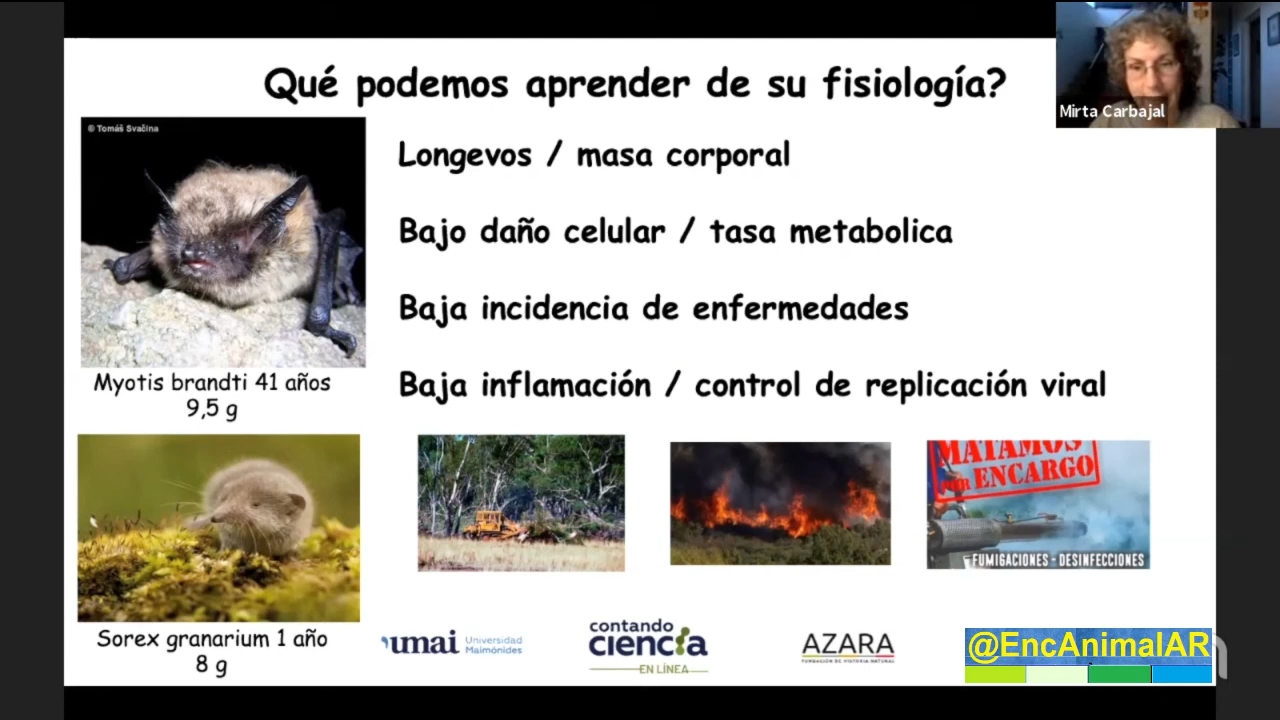 Qué podemos aprender de su fisiología?
Mirta Carbajal
© Tomáš Svačina
Longevos / masa corporal
Bajo daño celular / tasa metabolica
Baja incidencia de enfermedades
Baja inflamación / control de replicación viral
Myotis brandti 41 años
9,5 g
MATAMOS
POR ENCARGO
FUMIGACIONES - DESINFECCIONES
Sorex granarium 1 año
8 g
umai Universidad
Maimónides
contando
ciencia
EN LÍNEA
AZARA
FUNDACIÓN DE HISTORIA NATURAL
@EncAnimalAR